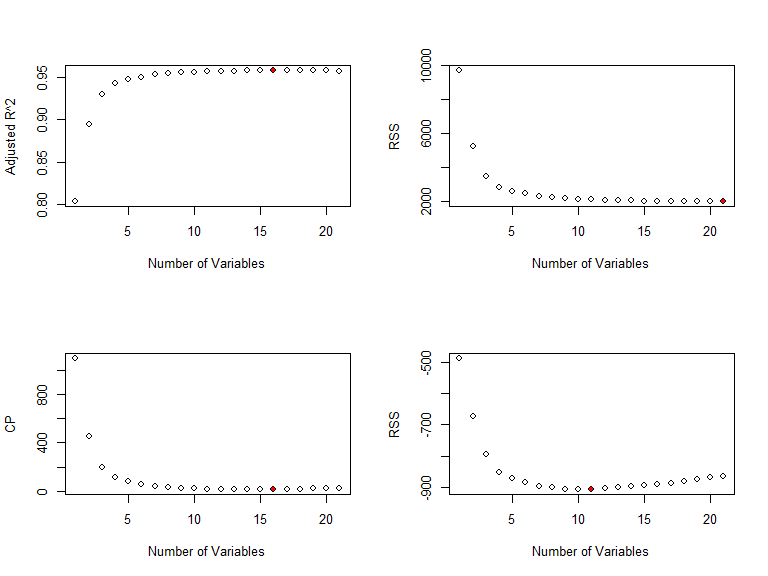 Adjusted R^2
0.95
0.90
0.85
0.80
5 10 15 20
Number of Variables
RSS
10000
6000
2000
5 10 15 20
Number of Variables
CP
800
400
0
5 10 15 20
Number of Variables
RSS
-500
-700
-900
5 10 15 20
Number of Variables